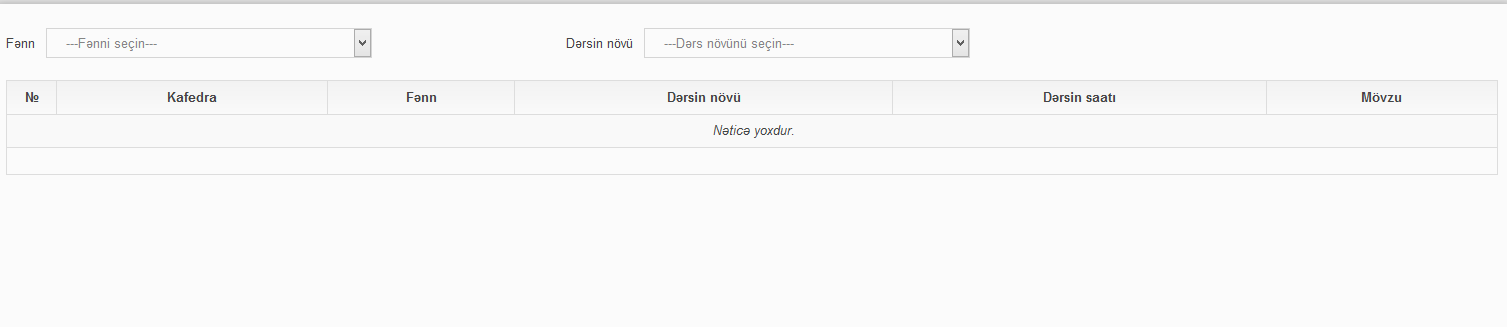 Fənn ---Fənni seçin--- Dərsin növü ---Dərs növünü seçin---
№ Kafedra Fənn Dərsin növü Dərsin saatı Mövzu
Nəticə yoxdur.